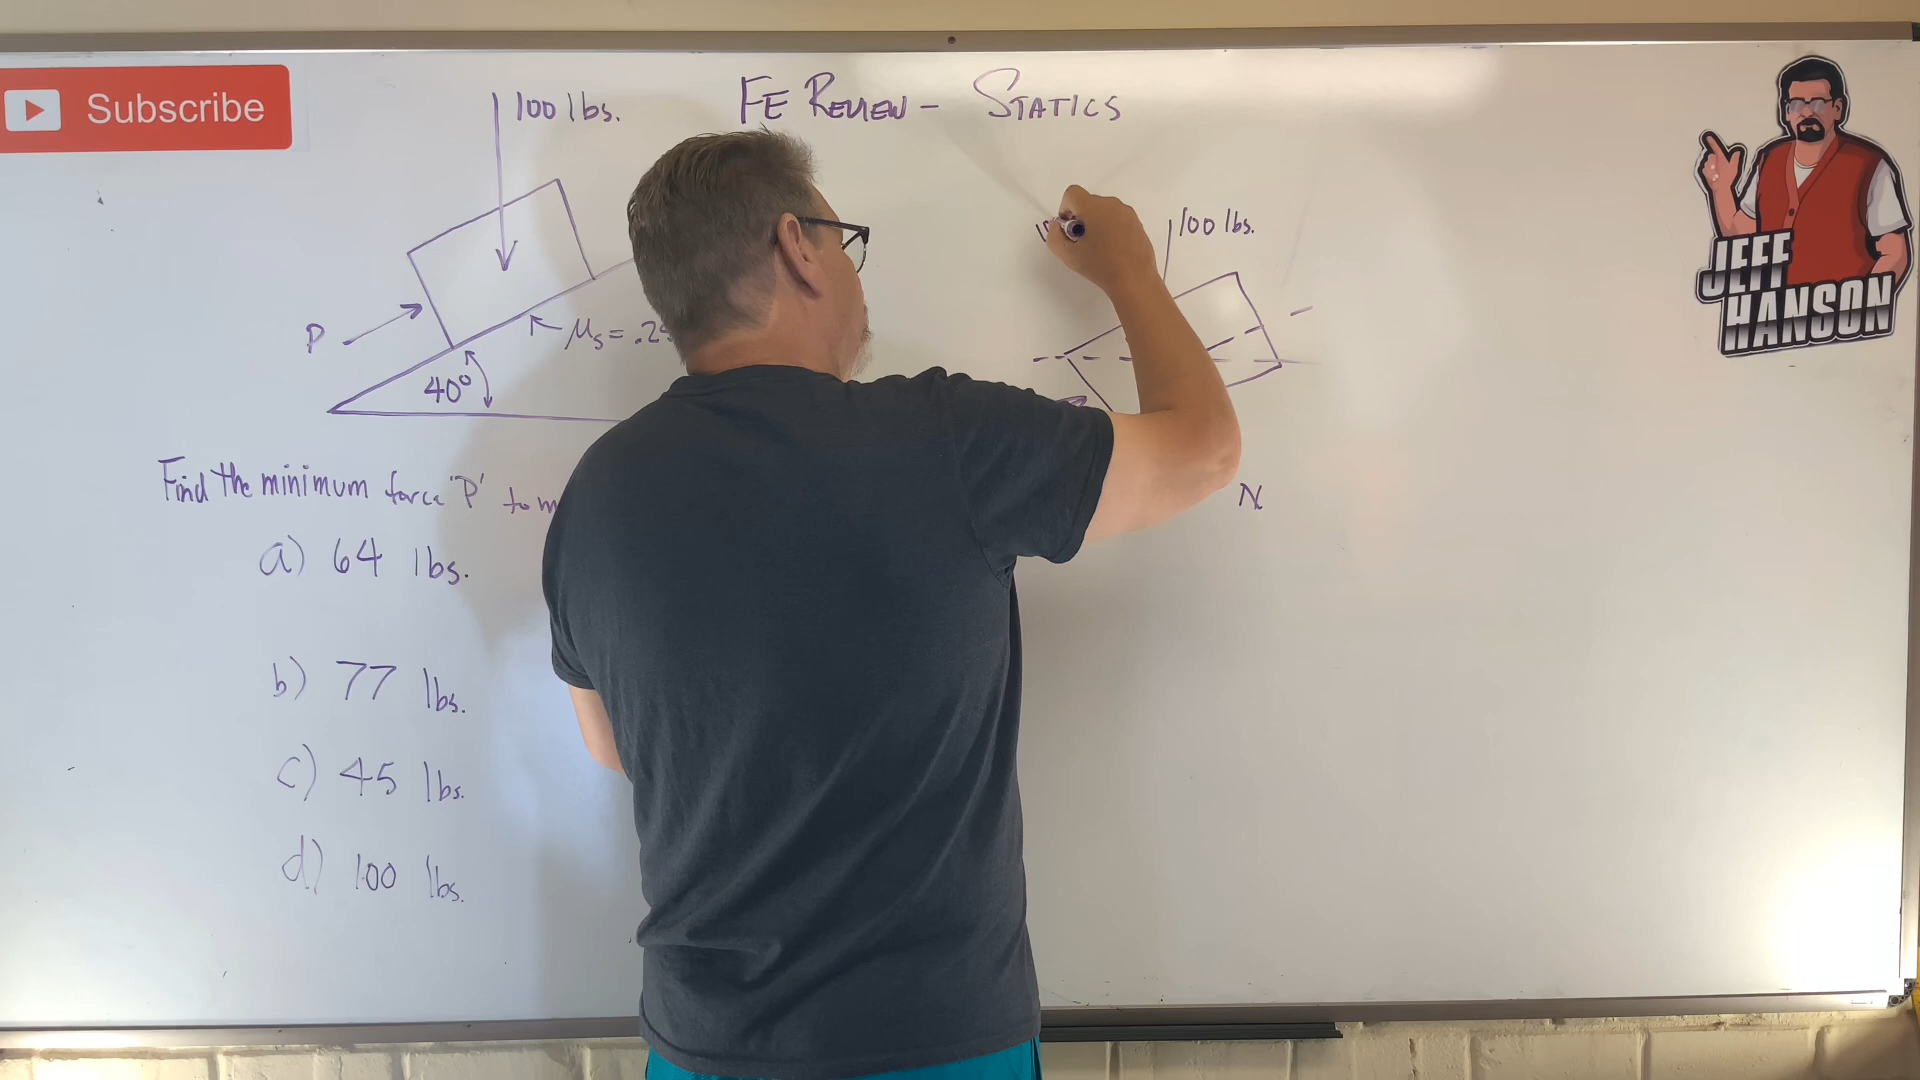 Subscribe
100 lbs.
FE REVIEW - STATICS
P
μs = .25
40°
Find the minimum force 'P' to
a) 64 lbs.
b) 77 lbs.
c) 45 lbs.
d) 100 lbs.
100 lbs.
N
JEFF
HANSON